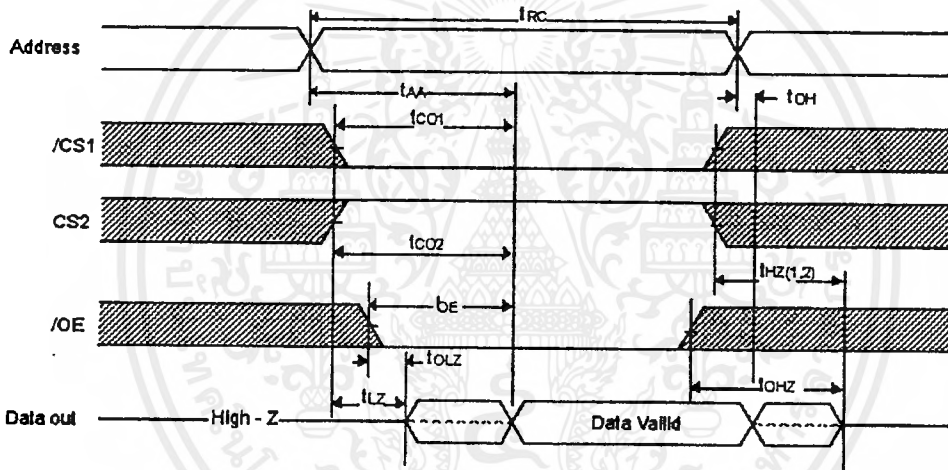 tRC
Address
tAA
tOH
tCO1
/CS1
CS2
tCO2
tHZ(1,2)
tOE
/OE
tOLZ
tLZ
tOHZ
Data out
High - Z
Data Vailid